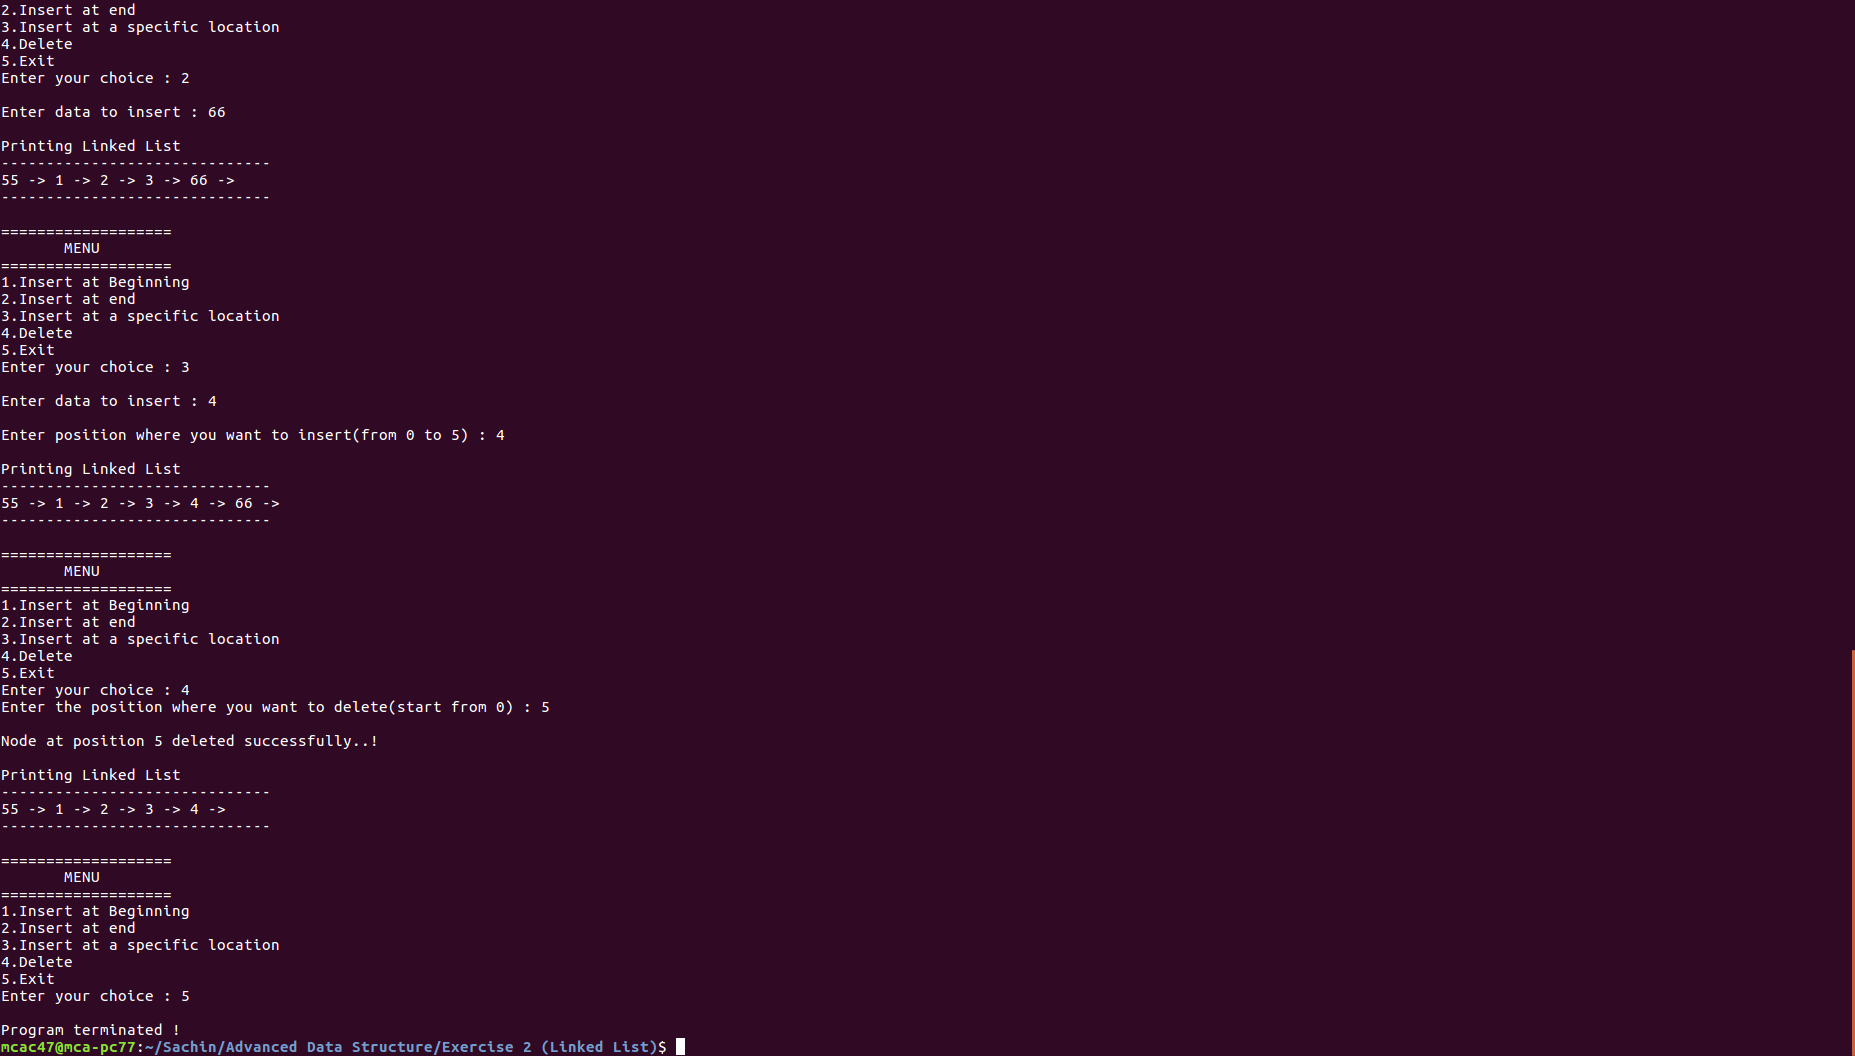 2.Insert at end
3.Insert at a specific location
4.Delete
5.Exit
Enter your choice : 2
Enter data to insert : 66
Printing Linked List
------------------------------
55 -> 1 -> 2 -> 3 -> 66 ->
------------------------------
===================
MENU
===================
1.Insert at Beginning
2.Insert at end
3.Insert at a specific location
4.Delete
5.Exit
Enter your choice : 3
Enter data to insert : 4
Enter position where you want to insert(from 0 to 5) : 4
Printing Linked List
------------------------------
55 -> 1 -> 2 -> 3 -> 4 -> 66 ->
------------------------------
===================
MENU
===================
1.Insert at Beginning
2.Insert at end
3.Insert at a specific location
4.Delete
5.Exit
Enter your choice : 4
Enter the position where you want to delete(start from 0) : 5
Node at position 5 deleted successfully..!
Printing Linked List
------------------------------
55 -> 1 -> 2 -> 3 -> 4 ->
------------------------------
===================
MENU
===================
1.Insert at Beginning
2.Insert at end
3.Insert at a specific location
4.Delete
5.Exit
Enter your choice : 5
Program terminated !
mcac47@mca-pc77:~/Sachin/Advanced Data Structure/Exercise 2 (Linked List)$